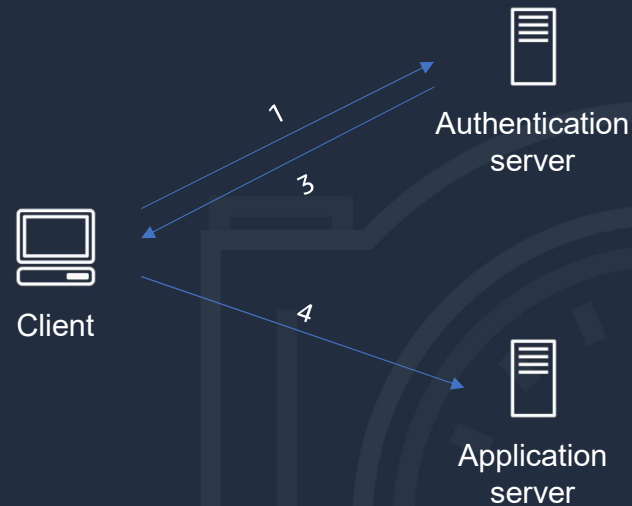 Authentication
server
1
3
Client
4
Application
server